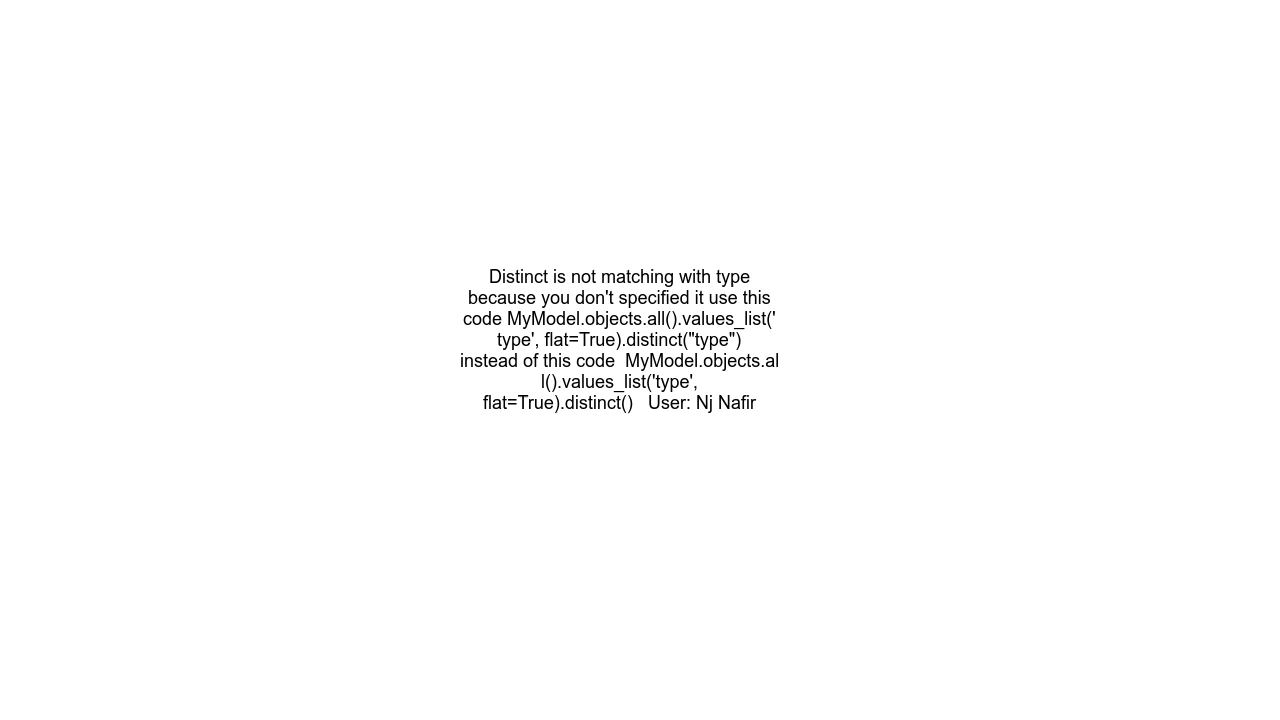 Distinct is not matching with type
because you don't specified it use this
code MyModel.objects.all().values_list('
type', flat=True).distinct("type")
instead of this code  MyModel.objects.al
l().values_list('type',
flat=True).distinct()   User: Nj Nafir